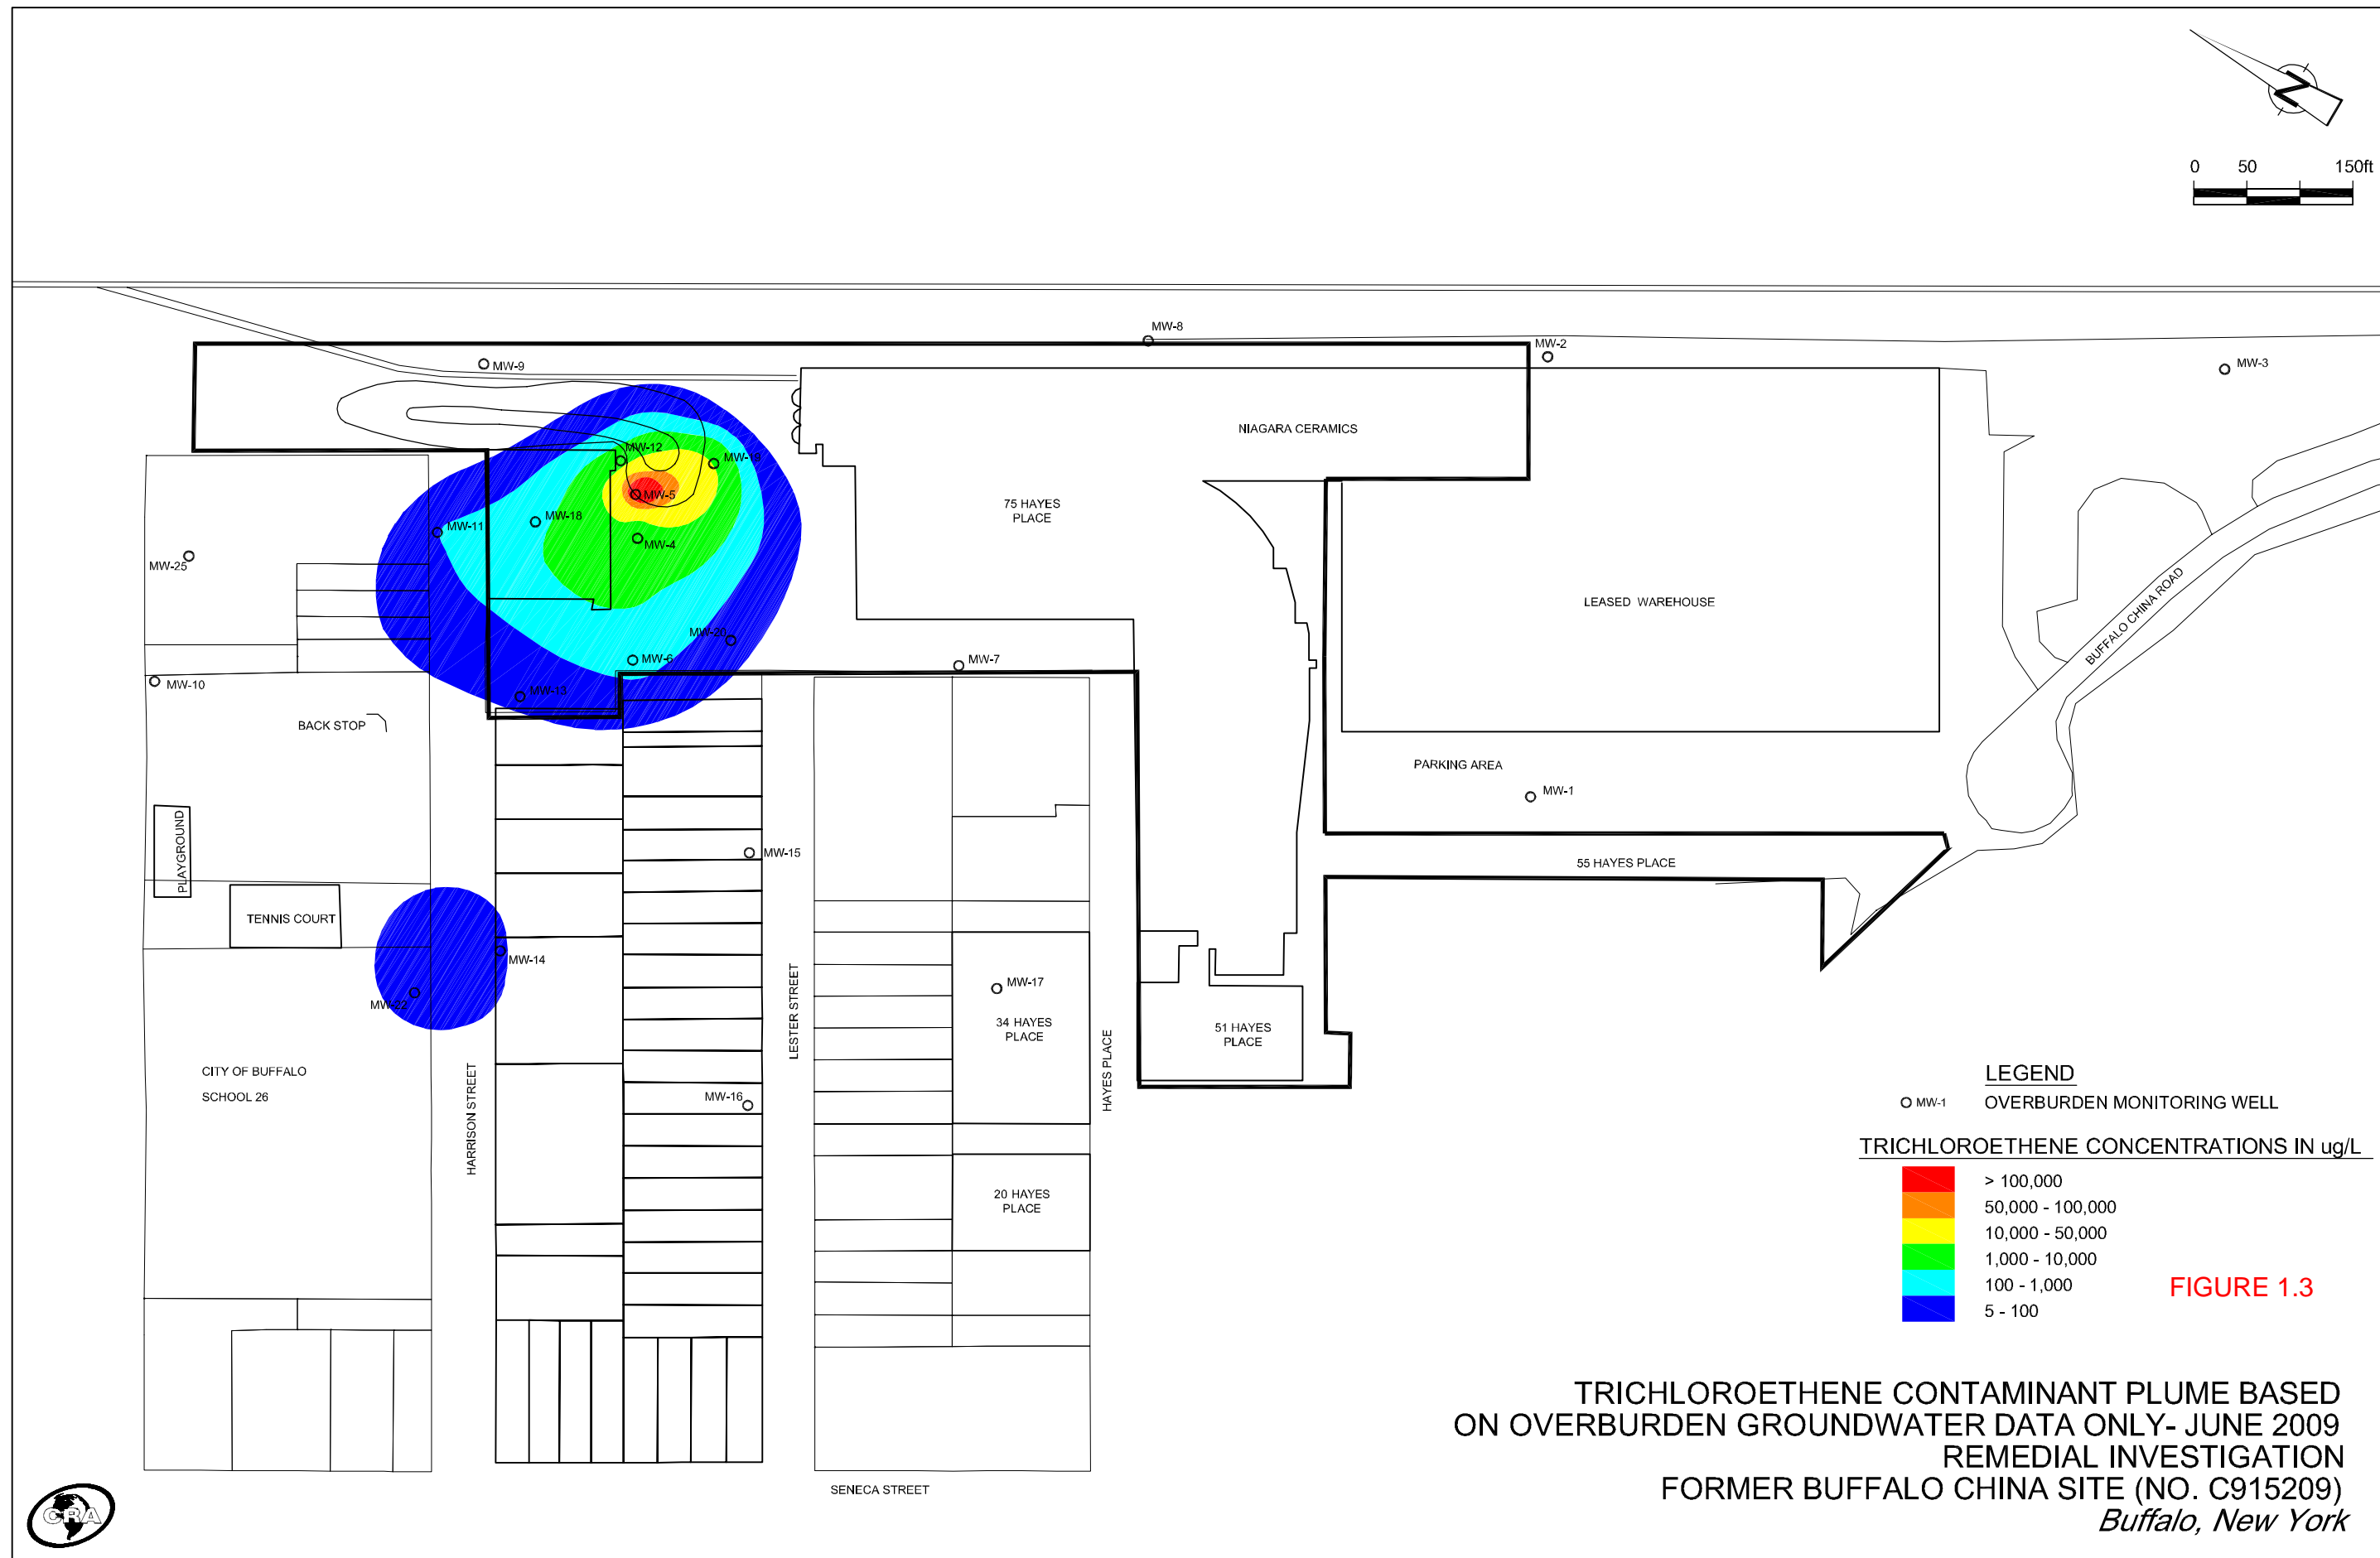 N
0 50 150ft
MW-8
MW-2
MW-3
MW-9
NIAGARA CERAMICS
MW-12
MW-5
75 HAYES
PLACE
MW-18
MW-11
MW-4
MW-25
LEASED WAREHOUSE
BUFFALO CHINA ROAD
MW-20
MW-6
MW-7
MW-10
MW-13
BACK STOP
PARKING AREA
MW-1
PLAYGROUND
MW-15
55 HAYES PLACE
TENNIS COURT
MW-14
MW-22
MW-17
34 HAYES
PLACE
51 HAYES
PLACE
LESTER STREET
HAYES PLACE
CITY OF BUFFALO
SCHOOL 26
HARRISON STREET
MW-16
20 HAYES
PLACE
SENECA STREET
LEGEND
MW-1 OVERBURDEN MONITORING WELL
TRICHLOROETHENE CONCENTRATIONS IN ug/L
> 100,000
50,000 - 100,000
10,000 - 50,000
1,000 - 10,000
100 - 1,000
5 - 100
FIGURE 1.3
TRICHLOROETHENE CONTAMINANT PLUME BASED
ON OVERBURDEN GROUNDWATER DATA ONLY- JUNE 2009
REMEDIAL INVESTIGATION
FORMER BUFFALO CHINA SITE (NO. C915209)
Buffalo, New York
CRA